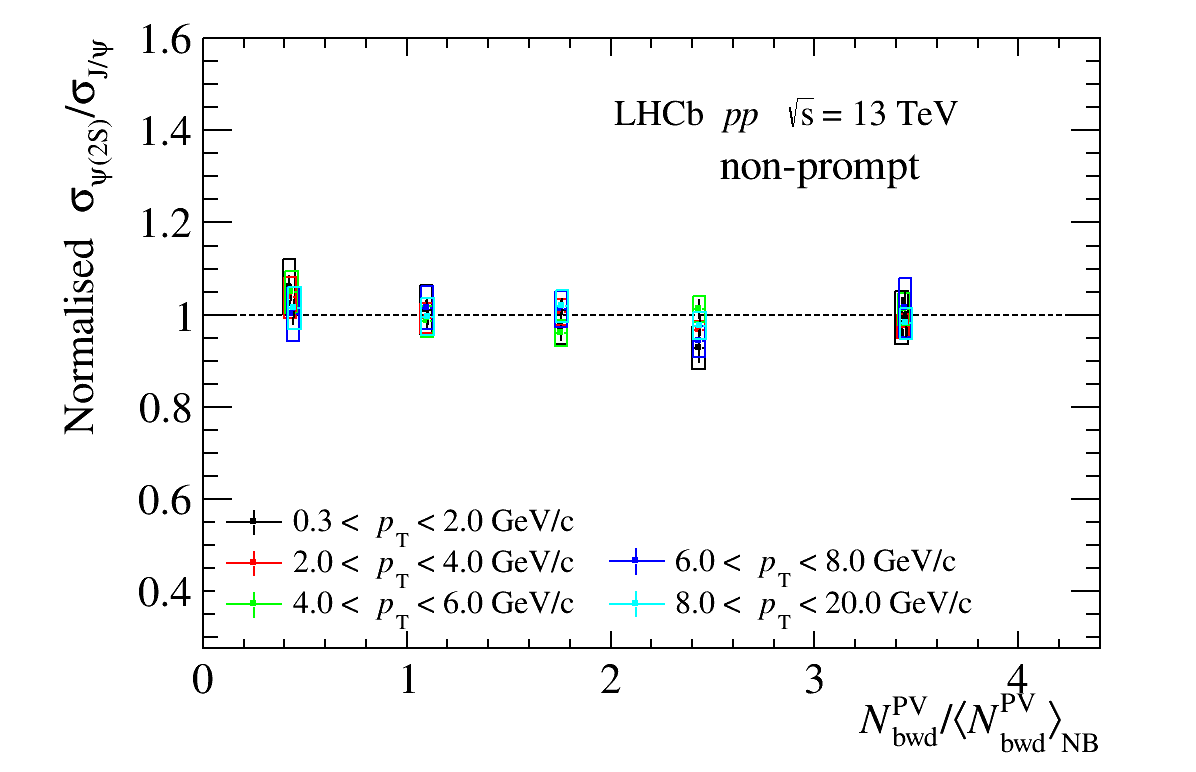 1.6
1.4
1.2
1
0.8
0.6
0.4
Normalised σψ(2S)/σJ/ψ
LHCb pp √s = 13 TeV
non-prompt
0.3 < pT < 2.0 GeV/c
2.0 < pT < 4.0 GeV/c
4.0 < pT < 6.0 GeV/c
6.0 < pT < 8.0 GeV/c
8.0 < pT < 20.0 GeV/c
0 1 2 3 4
N^PV_bwd/⟨N^PV_bwd⟩_NB